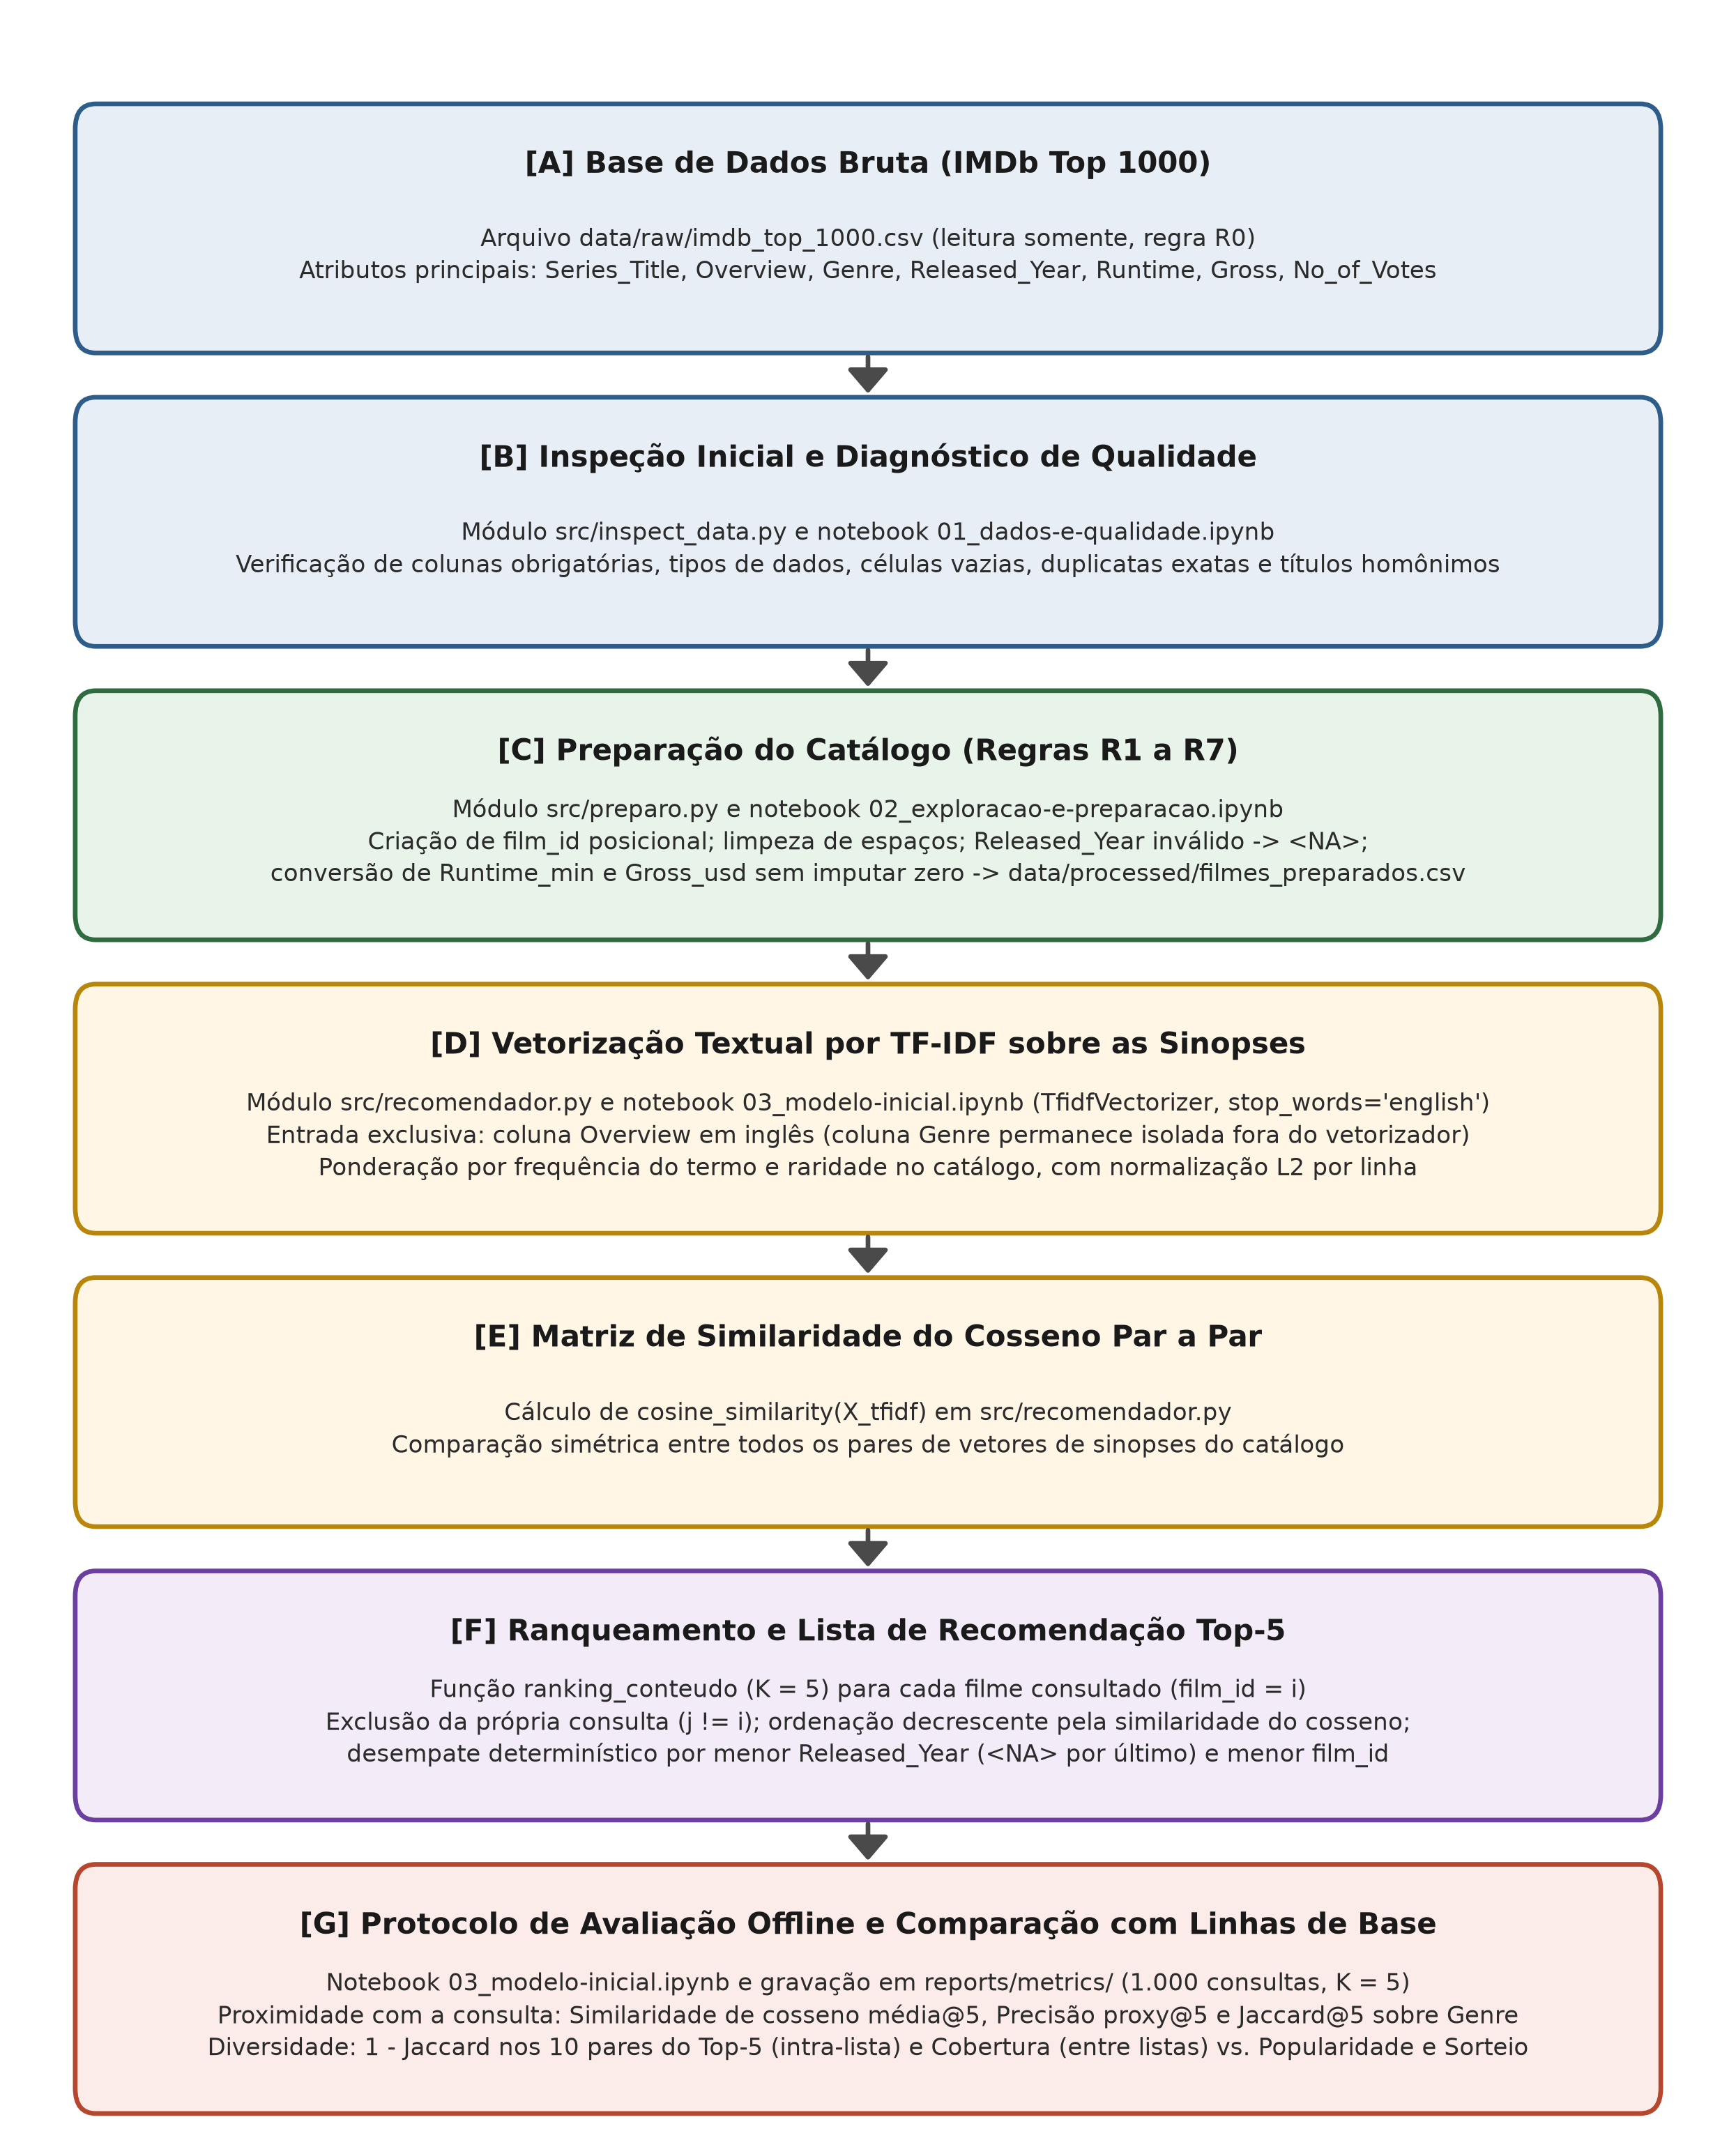 [A] Base de Dados Bruta (IMDb Top 1000)
Arquivo data/raw/imdb_top_1000.csv (leitura somente, regra R0)
Atributos principais: Series_Title, Overview, Genre, Released_Year, Runtime, Gross, No_of_Votes
[B] Inspeção Inicial e Diagnóstico de Qualidade
Módulo src/inspect_data.py e notebook 01_dados-e-qualidade.ipynb
Verificação de colunas obrigatórias, tipos de dados, células vazias, duplicatas exatas e títulos homônimos
[C] Preparação do Catálogo (Regras R1 a R7)
Módulo src/preparo.py e notebook 02_exploracao-e-preparacao.ipynb
Criação de film_id posicional; limpeza de espaços; Released_Year inválido -> <NA>;
conversão de Runtime_min e Gross_usd sem imputar zero -> data/processed/filmes_preparados.csv
[D] Vetorização Textual por TF-IDF sobre as Sinopses
Módulo src/recomendador.py e notebook 03_modelo-inicial.ipynb (TfidfVectorizer, stop_words='english')
Entrada exclusiva: coluna Overview em inglês (coluna Genre permanece isolada fora do vetorizador)
Ponderação por frequência do termo e raridade no catálogo, com normalização L2 por linha
[E] Matriz de Similaridade do Cosseno Par a Par
Cálculo de cosine_similarity(X_tfidf) em src/recomendador.py
Comparação simétrica entre todos os pares de vetores de sinopses do catálogo
[F] Ranqueamento e Lista de Recomendação Top-5
Função ranking_conteudo (K = 5) para cada filme consultado (film_id = i)
Exclusão da própria consulta (j != i); ordenação decrescente pela similaridade do cosseno;
desempate determinístico por menor Released_Year (<NA> por último) e menor film_id
[G] Protocolo de Avaliação Offline e Comparação com Linhas de Base
Notebook 03_modelo-inicial.ipynb e gravação em reports/metrics/ (1.000 consultas, K = 5)
Proximidade com a consulta: Similaridade de cosseno média@5, Precisão proxy@5 e Jaccard@5 sobre Genre
Diversidade: 1 - Jaccard nos 10 pares do Top-5 (intra-lista) e Cobertura (entre listas) vs. Popularidade e Sorteio